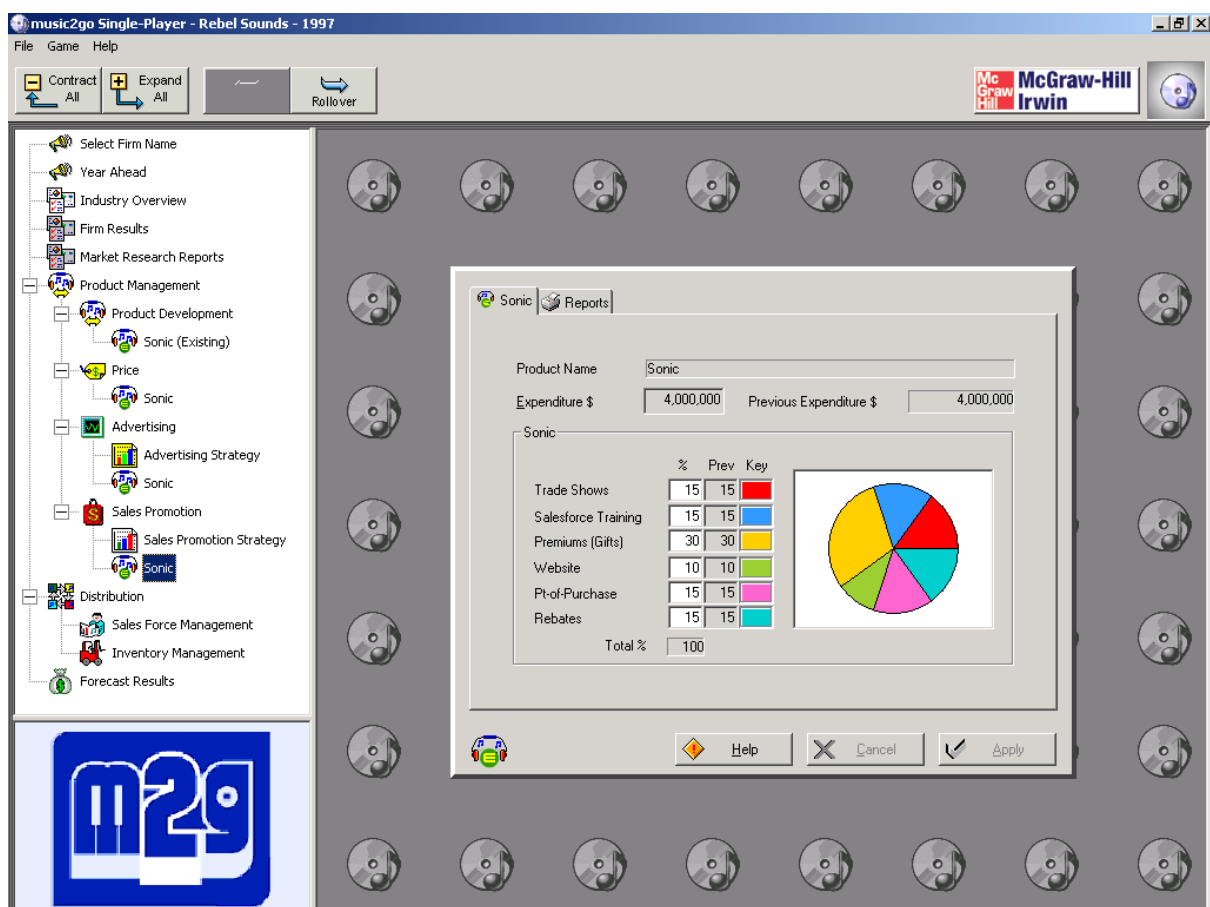 music2go Single-Player - Rebel Sounds - 1997
File Game Help
Contract All
Expand All
Rollover
Mc Graw Hill
McGraw-Hill Irwin
Select Firm Name
Year Ahead
Industry Overview
Firm Results
Market Research Reports
Product Management
Product Development
Sonic (Existing)
Price
Sonic
Advertising
Advertising Strategy
Sonic
Sales Promotion
Sales Promotion Strategy
Sonic
Distribution
Sales Force Management
Inventory Management
Forecast Results
m2g
Sonic Reports
Product Name Sonic
Expenditure $ 4,000,000 Previous Expenditure $ 4,000,000
Sonic
% Prev Key
Trade Shows 15 15
Salesforce Training 15 15
Premiums (Gifts) 30 30
Website 10 10
Pt-of-Purchase 15 15
Rebates 15 15
Total % 100
Help Cancel Apply